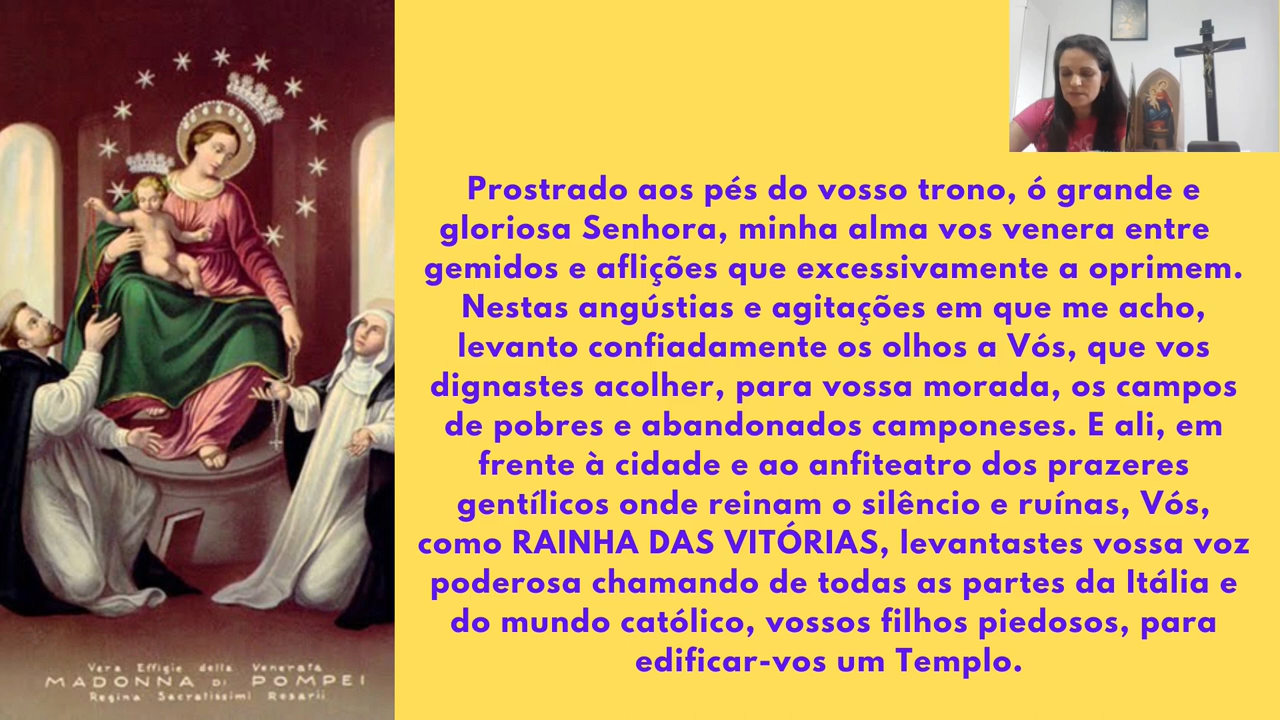 Prostrado aos pés do vosso trono, ó grande e
gloriosa Senhora, minha alma vos venera entre
gemidos e aflições que excessivamente a oprimem.
Nestas angústias e agitações em que me acho,
levanto confiadamente os olhos a Vós, que vos
dignastes acolher, para vossa morada, os campos
de pobres e abandonados camponeses. E ali, em
frente à cidade e ao anfiteatro dos prazeres
gentílicos onde reinam o silêncio e ruínas, Vós,
como RAINHA DAS VITÓRIAS, levantastes vossa voz
poderosa chamando de todas as partes da Itália e
do mundo católico, vossos filhos piedosos, para
edificar-vos um Templo.
Vera Effigie della Venerata
MADONNA DI POMPEI
Regina Sacratissimi Rosarii